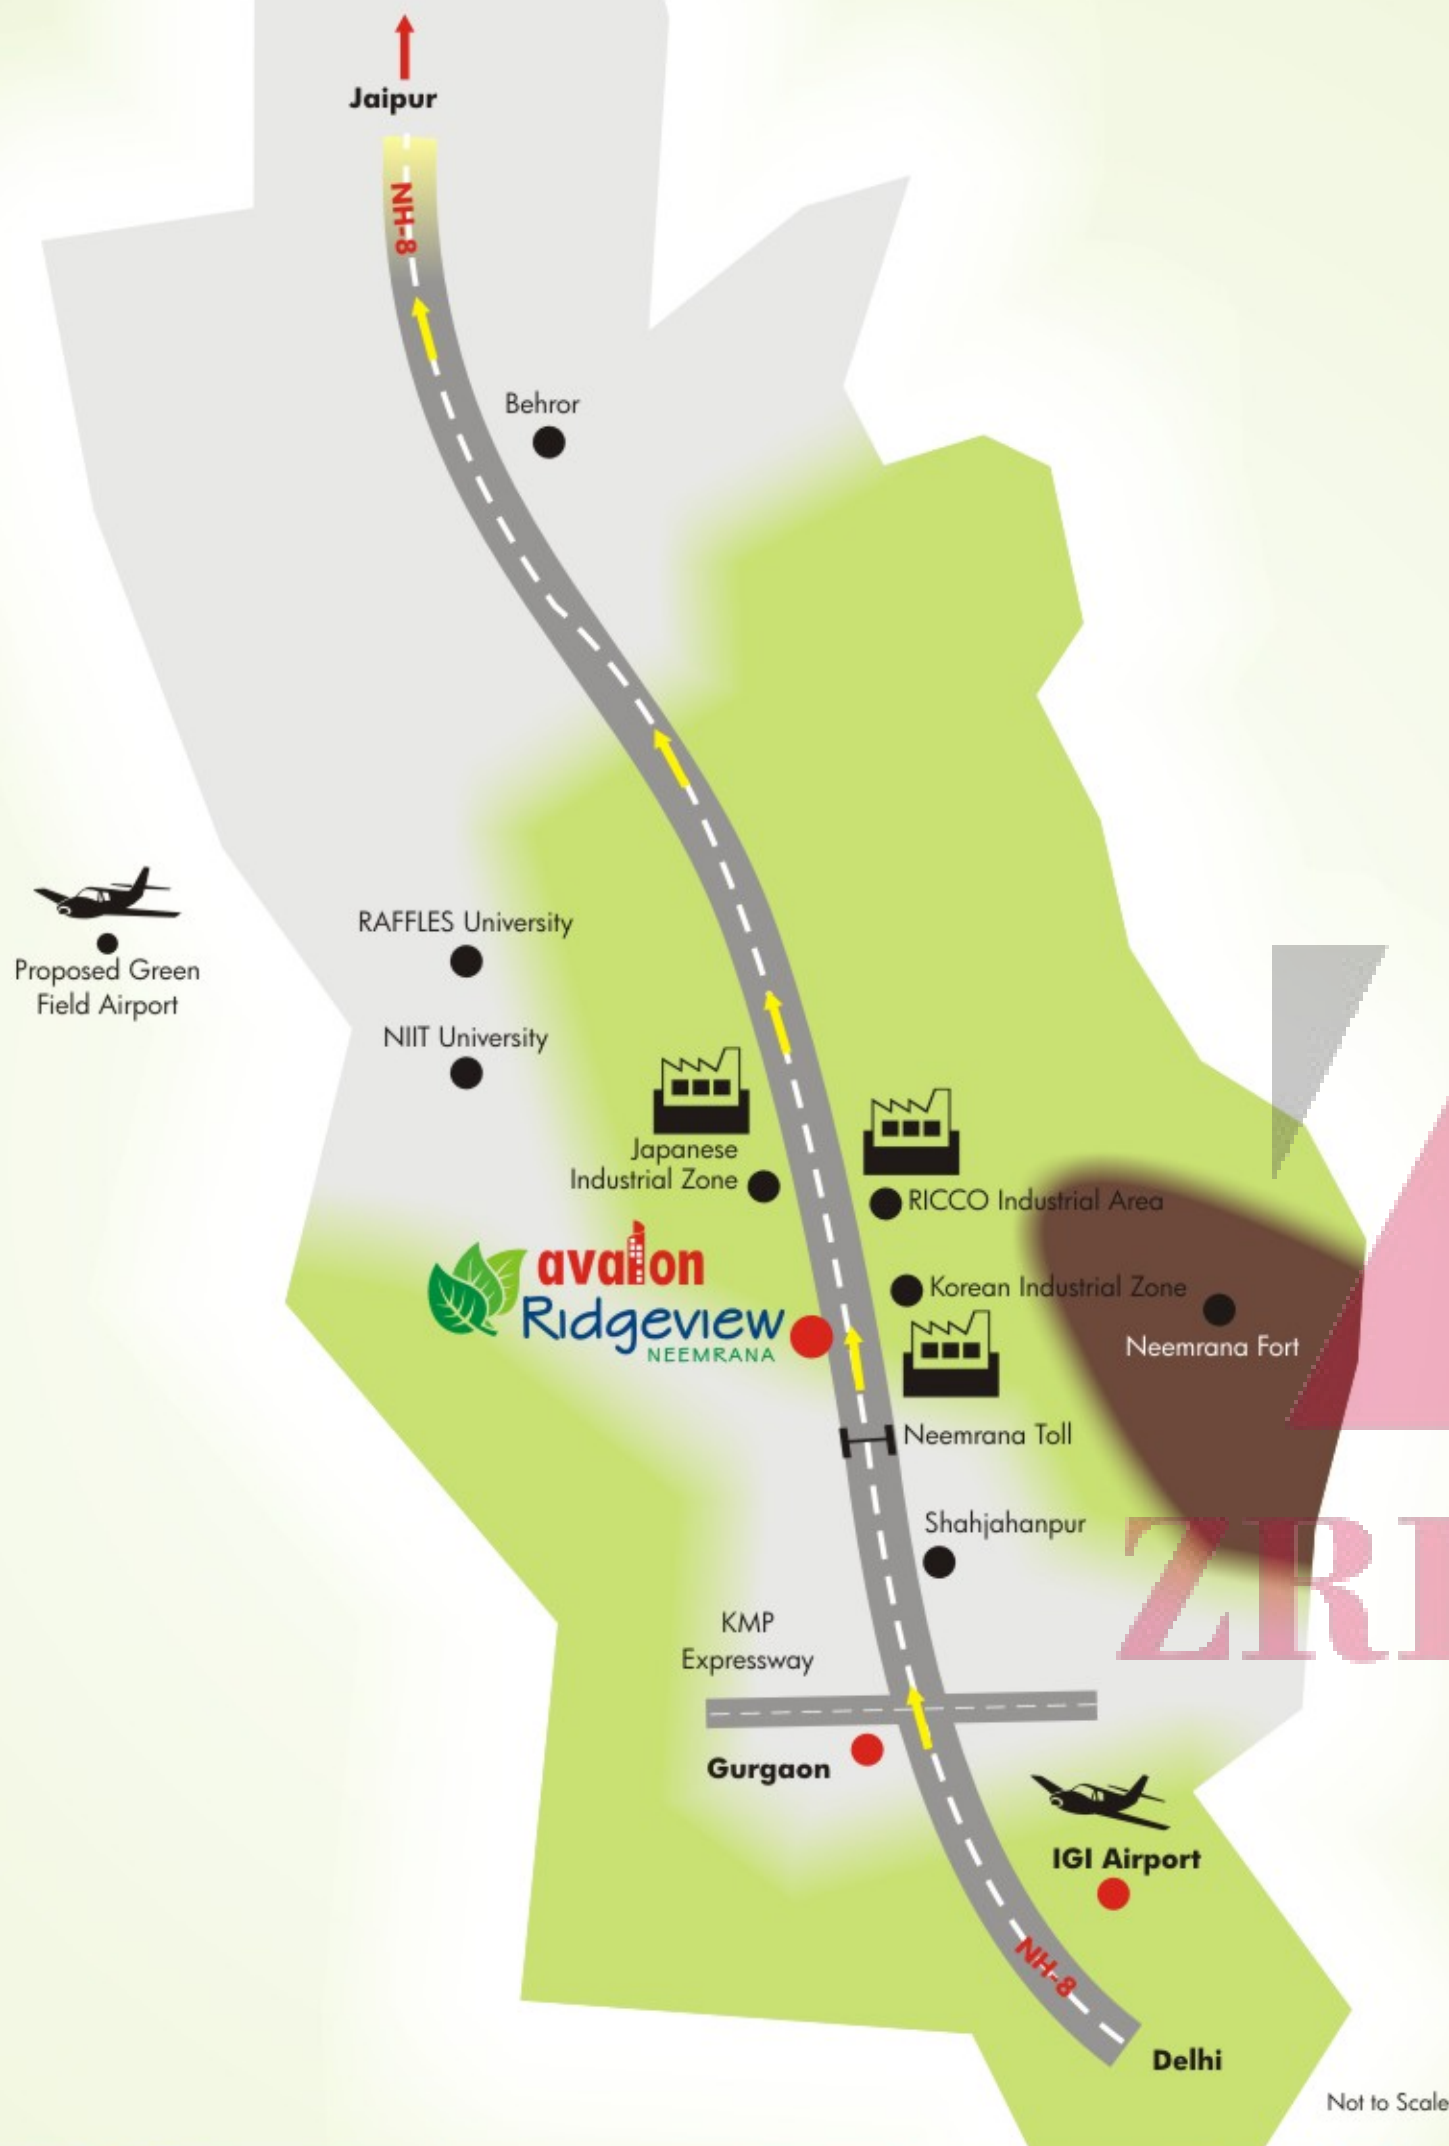 Jaipur
NH-8
Behror
RAFFLES University
Proposed Green
Field Airport
NIIT University
Japanese
Industrial Zone
RICCO Industrial Area
avalon
Ridgeview
NEEMRANA
Korean Industrial Zone
Neemrana Fort
Neemrana Toll
Shahjahanpur
ZRI
KMP
Expressway
Gurgaon
IGI Airport
NH-8
Delhi
Not to Scale